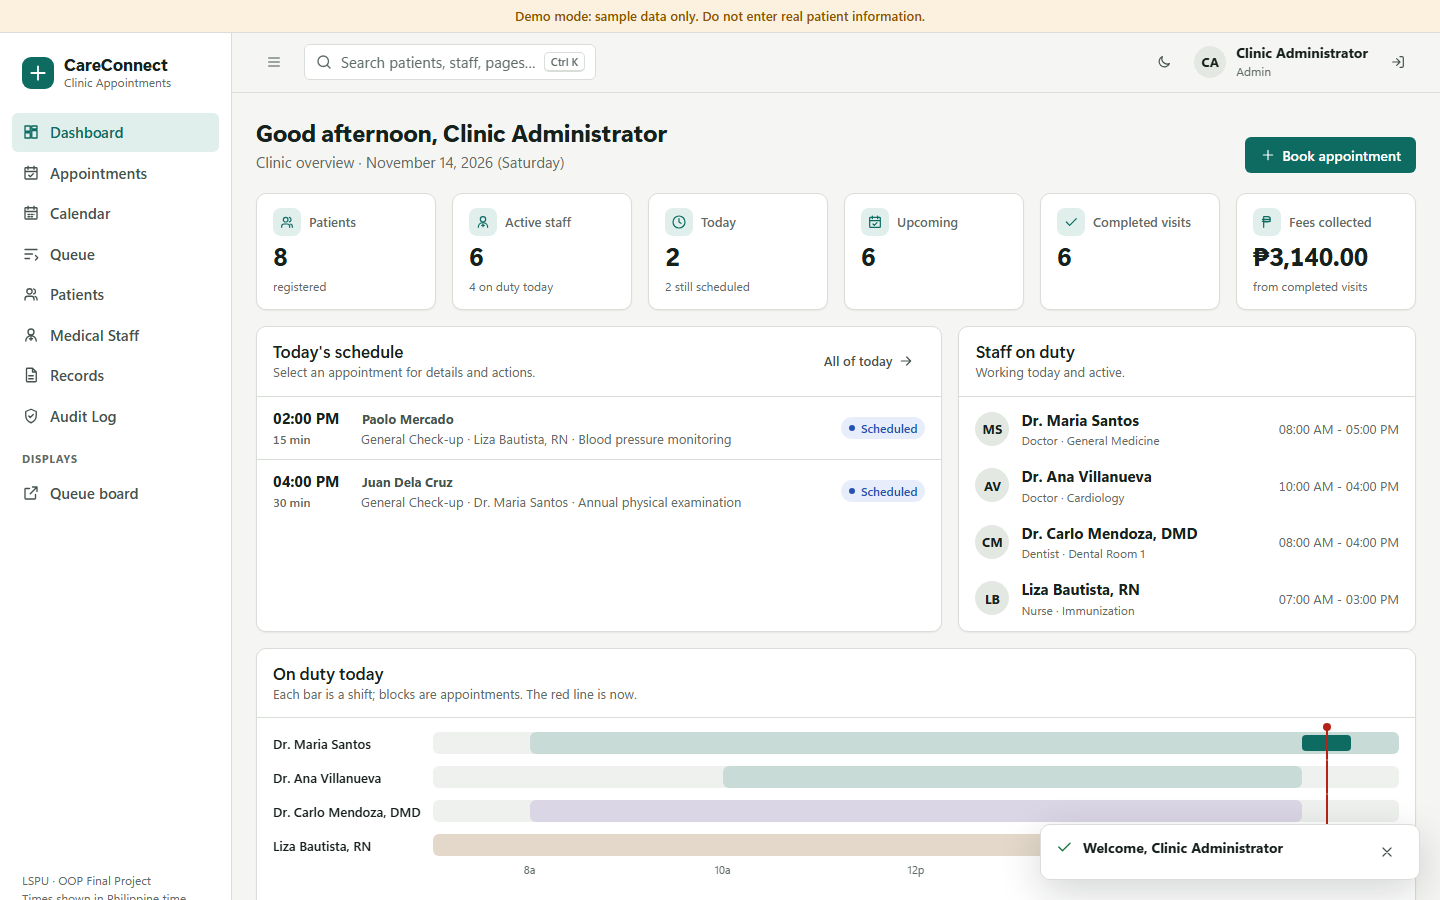 Demo mode: sample data only. Do not enter real patient information.
CareConnect
Clinic Appointments
Dashboard
Appointments
Calendar
Queue
Patients
Medical Staff
Records
Audit Log
DISPLAYS
Queue board
LSPU · OOP Final Project
Times shown in Philippine time
Search patients, staff, pages...
Ctrl K
CA
Clinic Administrator
Admin
Good afternoon, Clinic Administrator
Clinic overview · November 14, 2026 (Saturday)
Book appointment
Patients
8
registered
Active staff
6
4 on duty today
Today
2
2 still scheduled
Upcoming
6
Completed visits
6
Fees collected
₱3,140.00
from completed visits
Today's schedule
Select an appointment for details and actions.
All of today
02:00 PM
15 min
Paolo Mercado
General Check-up · Liza Bautista, RN · Blood pressure monitoring
Scheduled
04:00 PM
30 min
Juan Dela Cruz
General Check-up · Dr. Maria Santos · Annual physical examination
Scheduled
Staff on duty
Working today and active.
MS
Dr. Maria Santos
Doctor · General Medicine
08:00 AM - 05:00 PM
AV
Dr. Ana Villanueva
Doctor · Cardiology
10:00 AM - 04:00 PM
CM
Dr. Carlo Mendoza, DMD
Dentist · Dental Room 1
08:00 AM - 04:00 PM
LB
Liza Bautista, RN
Nurse · Immunization
07:00 AM - 03:00 PM
On duty today
Each bar is a shift; blocks are appointments. The red line is now.
Dr. Maria Santos
Dr. Ana Villanueva
Dr. Carlo Mendoza, DMD
Liza Bautista, RN
8a
10a
12p
Welcome, Clinic Administrator